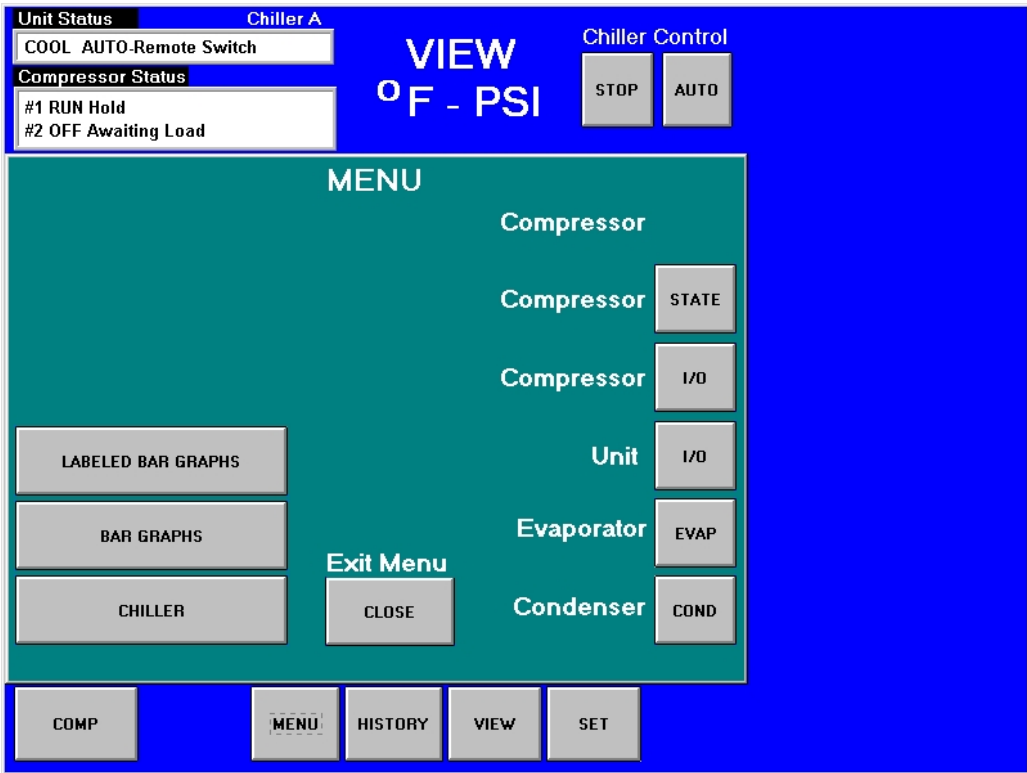 Unit Status Chiller A
COOL AUTO-Remote Switch
Compressor Status
#1 RUN Hold
#2 OFF Awaiting Load
VIEW
ºF - PSI
Chiller Control
STOP AUTO
MENU
Compressor
Compressor STATE
Compressor I/O
Unit I/O
Evaporator EVAP
Condenser COND
LABELED BAR GRAPHS
BAR GRAPHS
CHILLER
Exit Menu
CLOSE
COMP MENU HISTORY VIEW SET